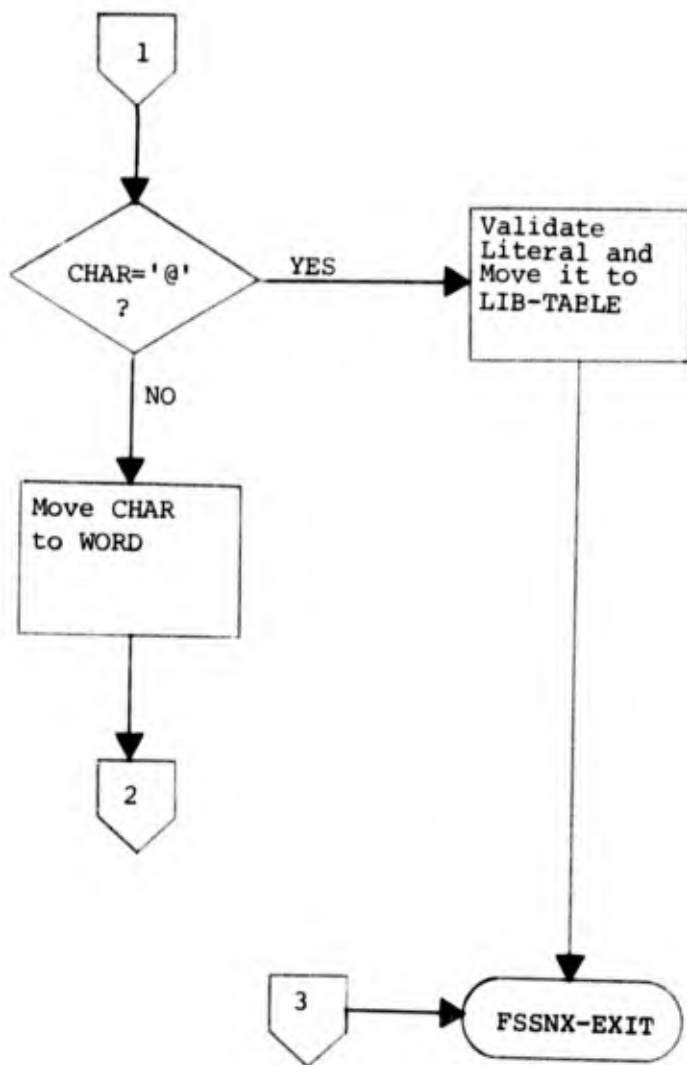 1
CHAR='@'
?
YES
Validate
Literal and
Move it to
LIB-TABLE
NO
Move CHAR
to WORD
2
3
FSSNX-EXIT